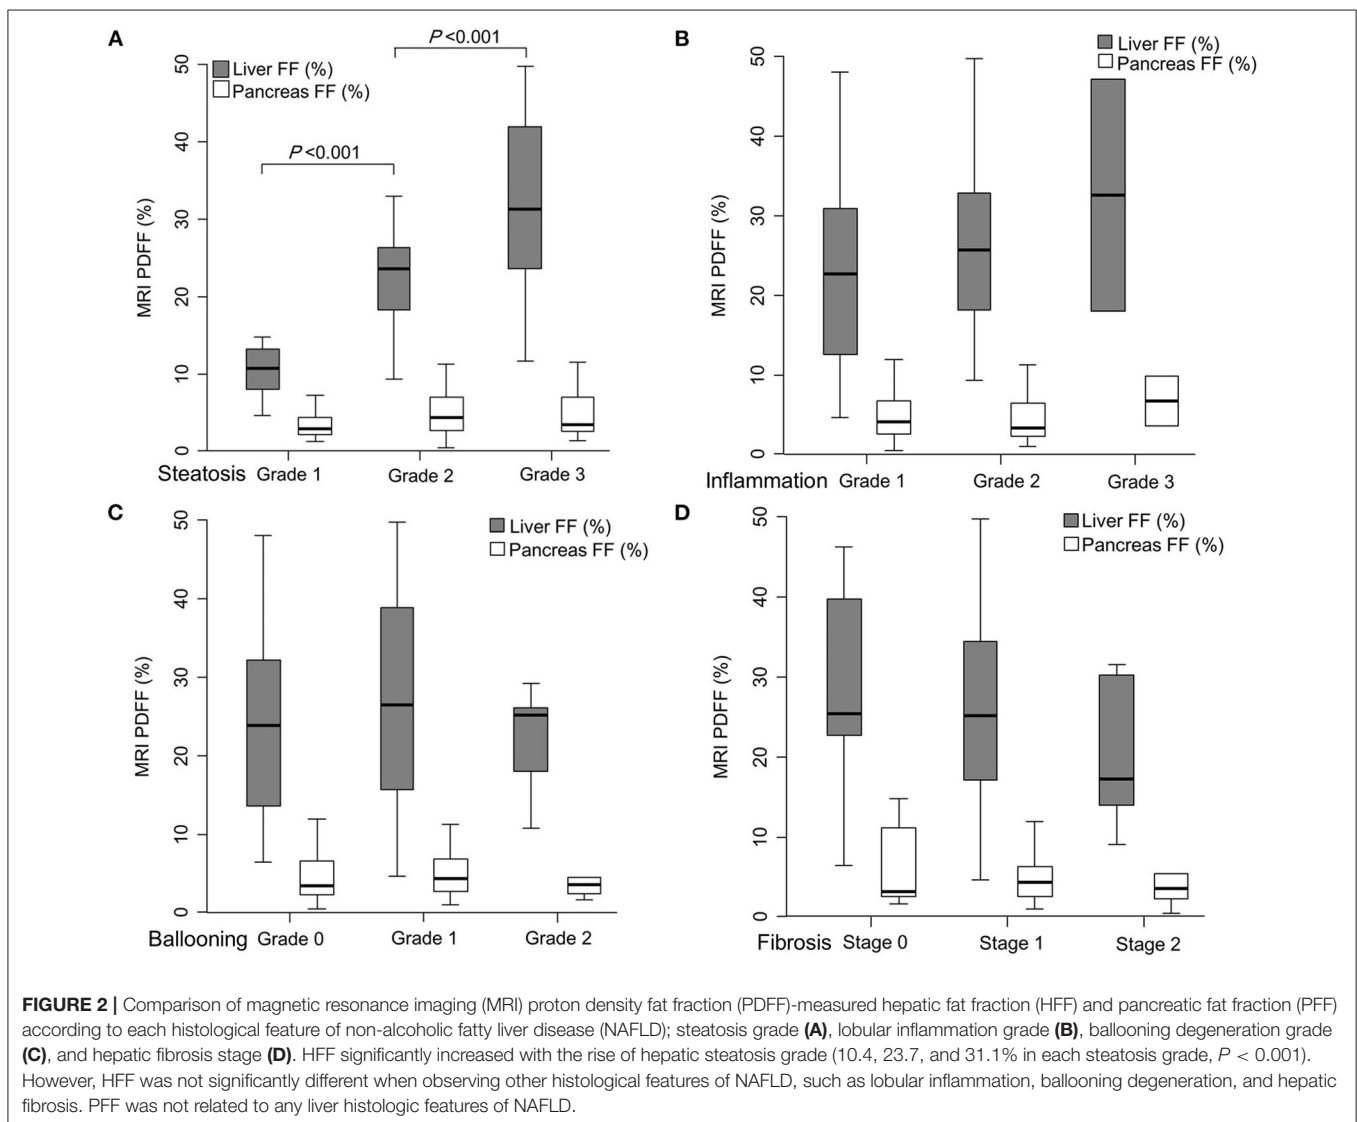 A
P <0.001
50
Liver FF (%)
Pancreas FF (%)
40
P <0.001
30
MRI PDFF (%)
20
10
0
Steatosis Grade 1 Grade 2 Grade 3
B
Liver FF (%)
50
Pancreas FF (%)
40
30
MRI PDFF (%)
20
10
0
Inflammation Grade 1 Grade 2 Grade 3
C
50
Liver FF (%)
Pancreas FF (%)
40
30
MRI PDFF (%)
20
10
0
Ballooning Grade 0 Grade 1 Grade 2
D
50
Liver FF (%)
Pancreas FF (%)
40
30
MRI PDFF (%)
20
10
0
Fibrosis Stage 0 Stage 1 Stage 2
FIGURE 2 | Comparison of magnetic resonance imaging (MRI) proton density fat fraction (PDFF)-measured hepatic fat fraction (HFF) and pancreatic fat fraction (PFF)
according to each histological feature of non-alcoholic fatty liver disease (NAFLD); steatosis grade (A), lobular inflammation grade (B), ballooning degeneration grade
(C), and hepatic fibrosis stage (D). HFF significantly increased with the rise of hepatic steatosis grade (10.4, 23.7, and 31.1% in each steatosis grade, P < 0.001).
However, HFF was not significantly different when observing other histological features of NAFLD, such as lobular inflammation, ballooning degeneration, and hepatic
fibrosis. PFF was not related to any liver histologic features of NAFLD.